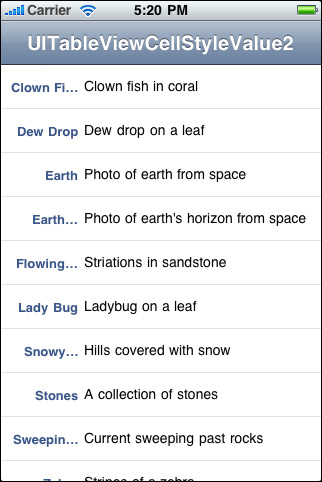 Carrier 5:20 PM
UITableViewCellStyleValue2
Clown Fi... Clown fish in coral
Dew Drop Dew drop on a leaf
Earth Photo of earth from space
Earth... Photo of earth's horizon from space
Flowing... Striations in sandstone
Lady Bug Ladybug on a leaf
Snowy... Hills covered with snow
Stones A collection of stones
Sweepin... Current sweeping past rocks
Stripes of a zebra